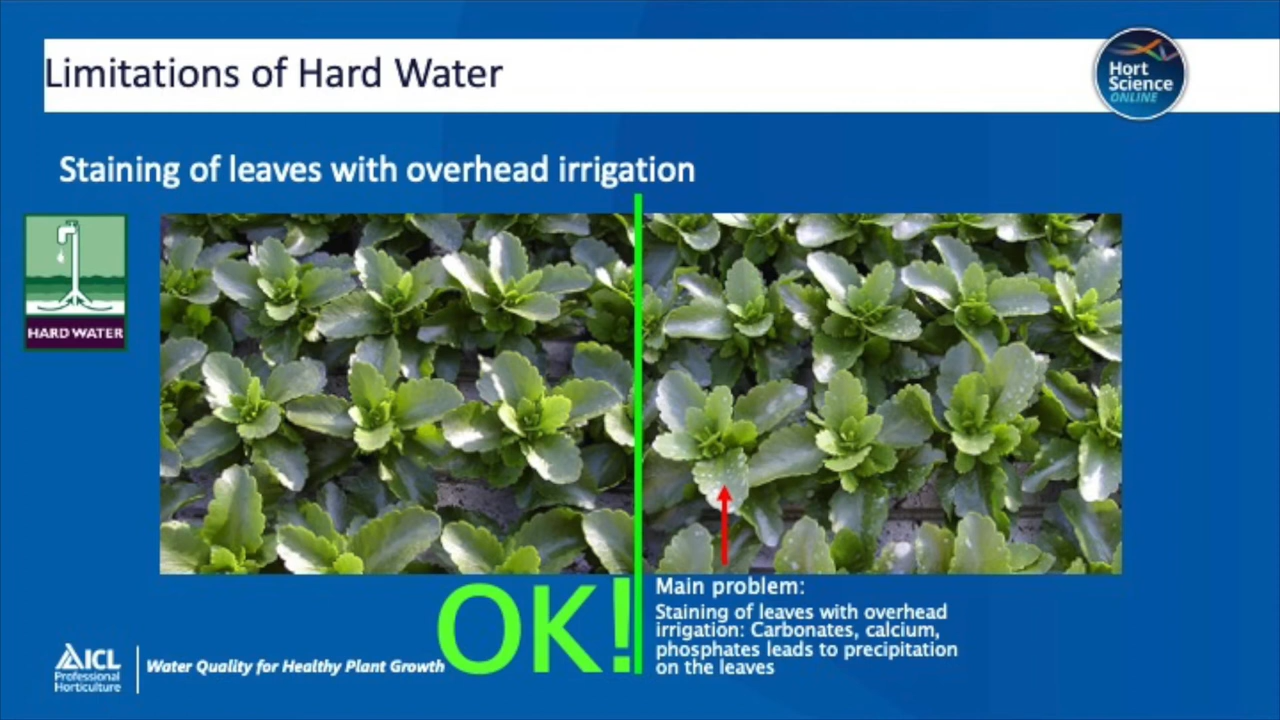 Limitations of Hard Water
Hort
Science
ONLINE
Staining of leaves with overhead irrigation
HARD WATER
OK!
Main problem:
Staining of leaves with overhead
irrigation: Carbonates, calcium,
phosphates leads to precipitation
on the leaves
ICL
Professional
Horticulture
Water Quality for Healthy Plant Growth